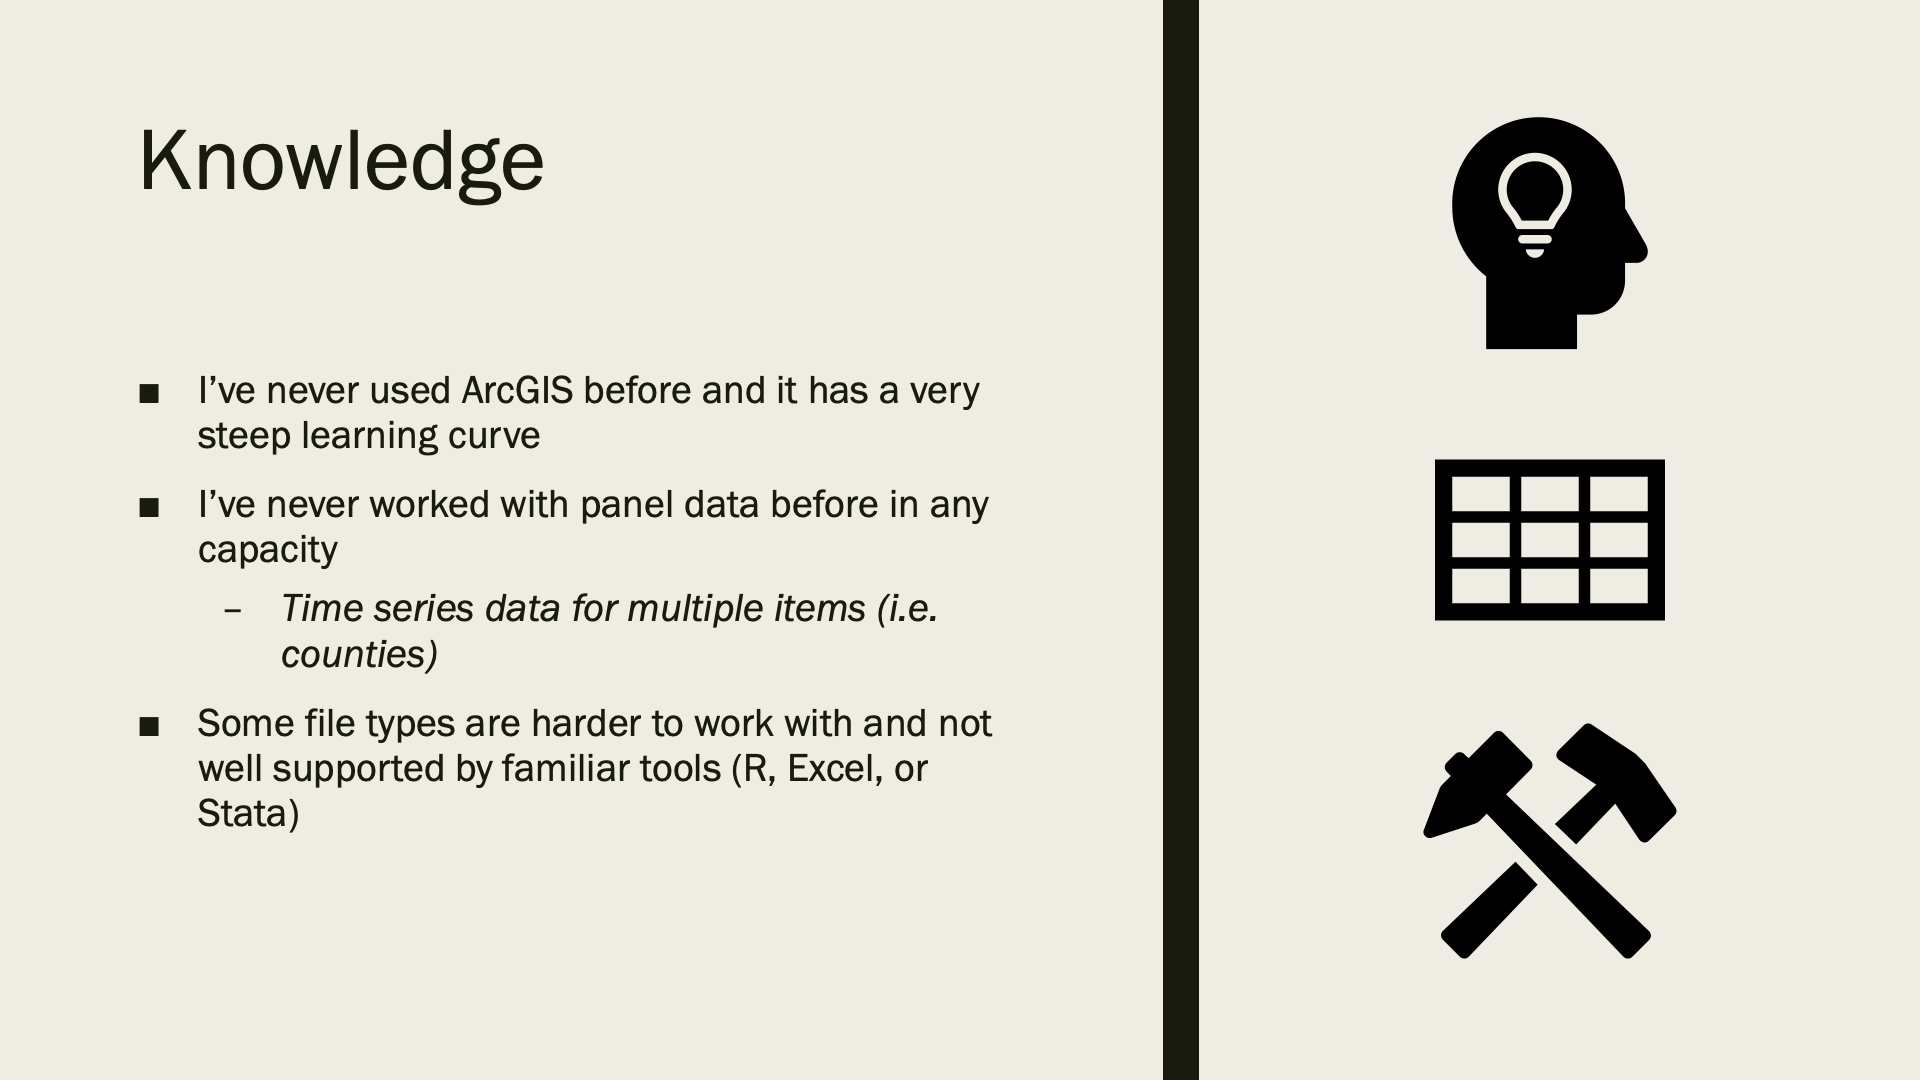 Knowledge
■ I’ve never used ArcGIS before and it has a very
steep learning curve
■ I’ve never worked with panel data before in any
capacity
– Time series data for multiple items (i.e.
counties)
■ Some file types are harder to work with and not
well supported by familiar tools (R, Excel, or
Stata)